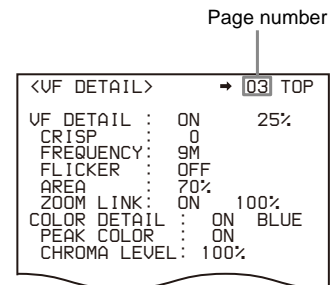 Page number
<VF DETAIL> ➡ 03 TOP
VF DETAIL : ON 25%
CRISP : 0
FREQUENCY: 9M
FLICKER : OFF
AREA : 70%
ZOOM LINK: ON 100%
COLOR DETAIL : ON BLUE
PEAK COLOR : ON
CHROMA LEVEL: 100%